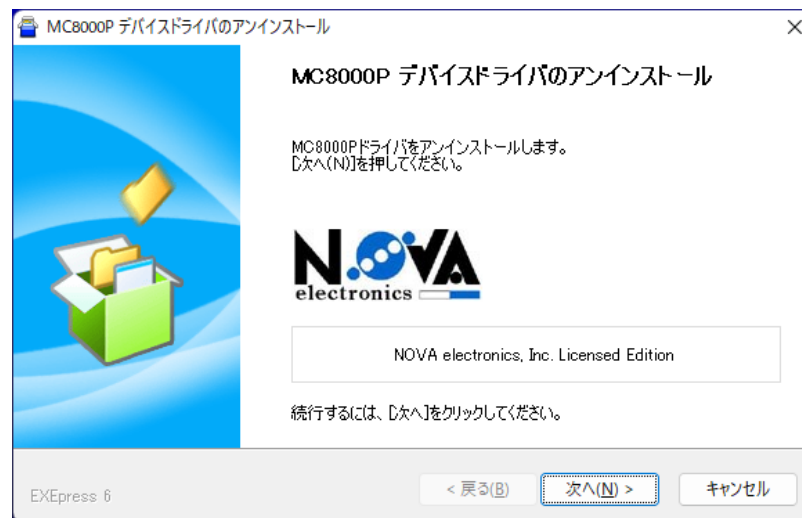 MC8000P デバイスドライバのアンインストール
MC8000P デバイスドライバのアンインストール
MC8000Pドライバをアンインストールします。
[次へ(N)]を押してください。
NOVA
electronics
NOVA electronics, Inc. Licensed Edition
続行するには、[次へ]をクリックしてください。
EXEpress 6
< 戻る(B)
次へ(N) >
キャンセル